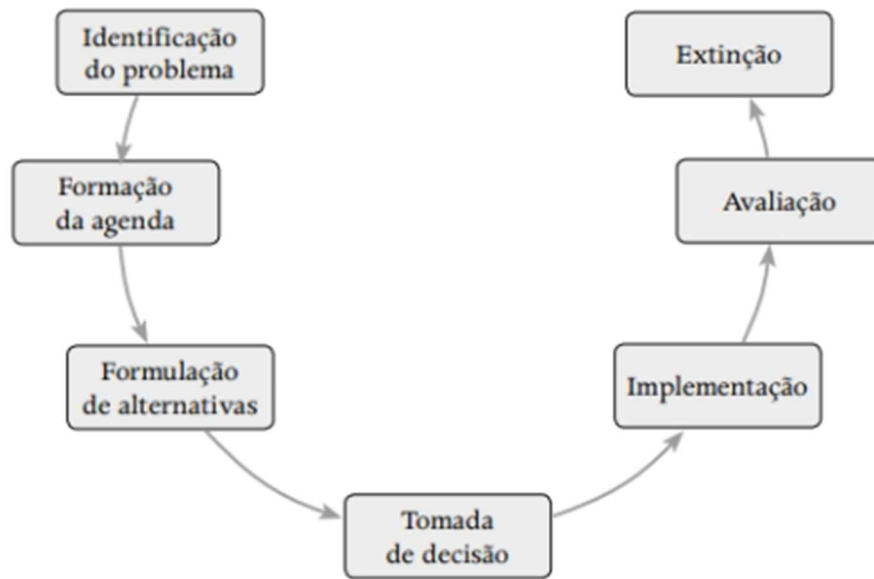 Identificação
do problema
Formação
da agenda
Formulação
de alternativas
Tomada
de decisão
Implementação
Avaliação
Extinção